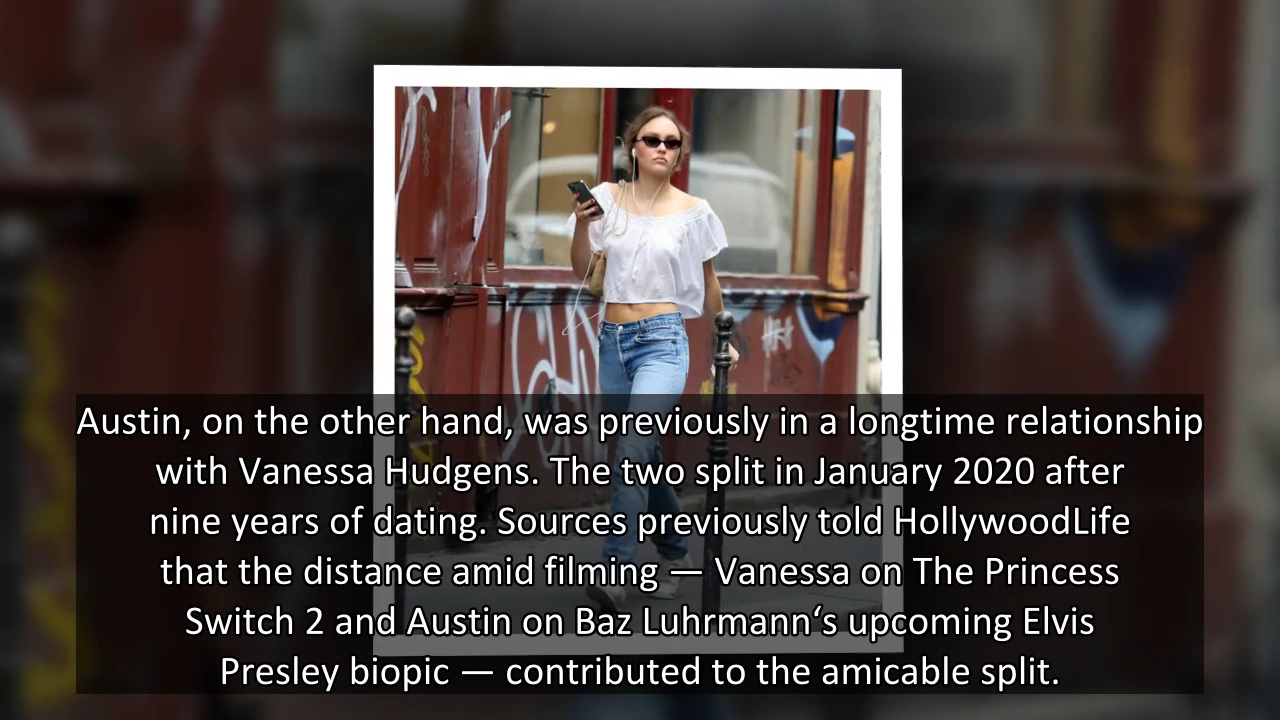 Austin, on the other hand, was previously in a longtime relationship
with Vanessa Hudgens. The two split in January 2020 after
nine years of dating. Sources previously told HollywoodLife
that the distance amid filming — Vanessa on The Princess
Switch 2 and Austin on Baz Luhrmann‘s upcoming Elvis
Presley biopic — contributed to the amicable split.